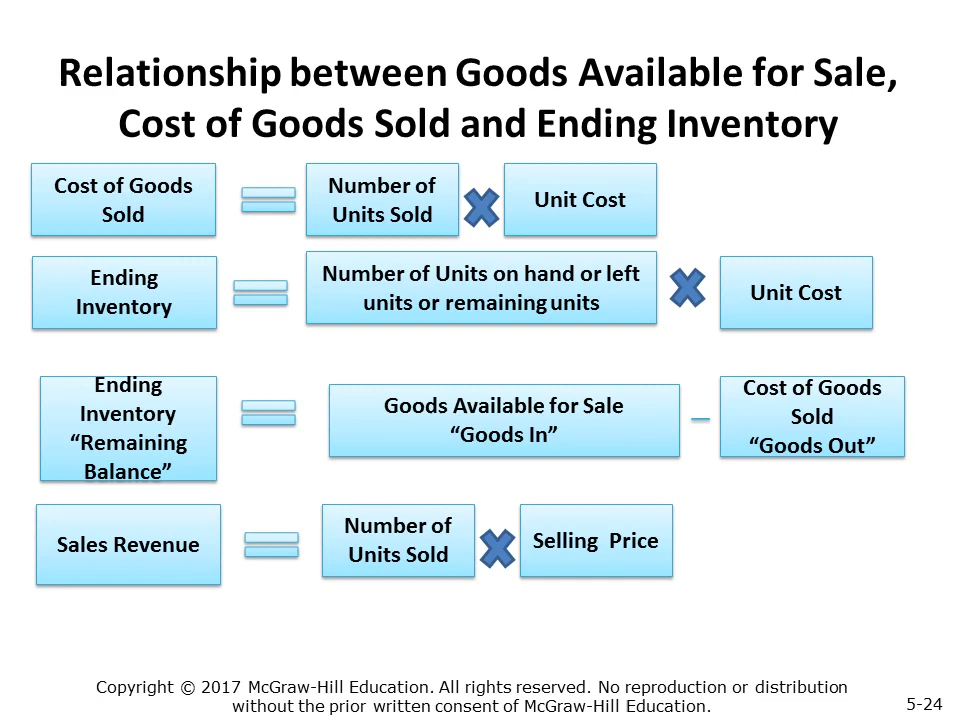 Relationship between Goods Available for Sale,
Cost of Goods Sold and Ending Inventory
Cost of Goods
Sold
Number of
Units Sold
Unit Cost
Ending
Inventory
Number of Units on hand or left
units or remaining units
Unit Cost
Ending
Inventory
“Remaining
Balance”
Goods Available for Sale
“Goods In”
Cost of Goods
Sold
“Goods Out”
Sales Revenue
Number of
Units Sold
Selling Price
Copyright © 2017 McGraw-Hill Education. All rights reserved. No reproduction or distribution
without the prior written consent of McGraw-Hill Education.
5-24